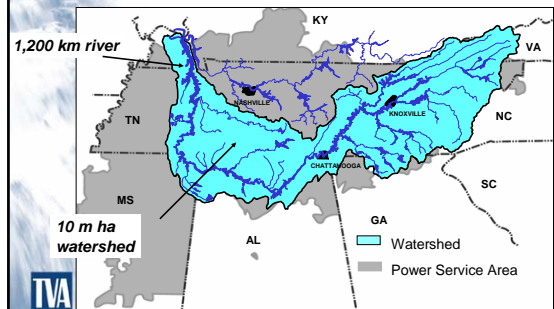 KY
1,200 km river
VA
NASHVILLE
KNOXVILLE
TN
NC
CHATTANOOGA
SC
MS
GA
10 m ha
watershed
AL
Watershed
Power Service Area
TVA